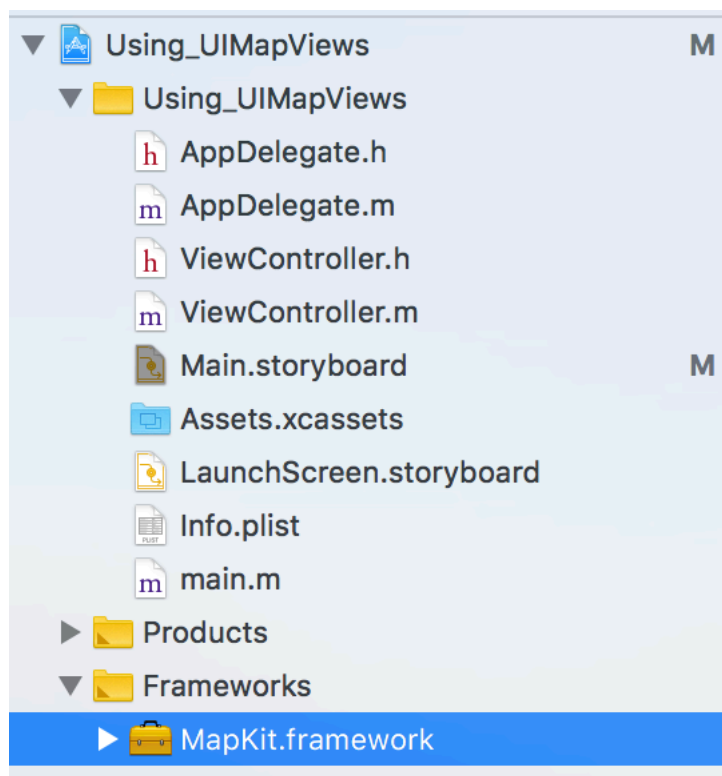 Using_UIMapViews M
Using_UIMapViews
h AppDelegate.h
m AppDelegate.m
h ViewController.h
m ViewController.m
Main.storyboard M
Assets.xcassets
LaunchScreen.storyboard
PLIST Info.plist
m main.m
Products
Frameworks
MapKit.framework